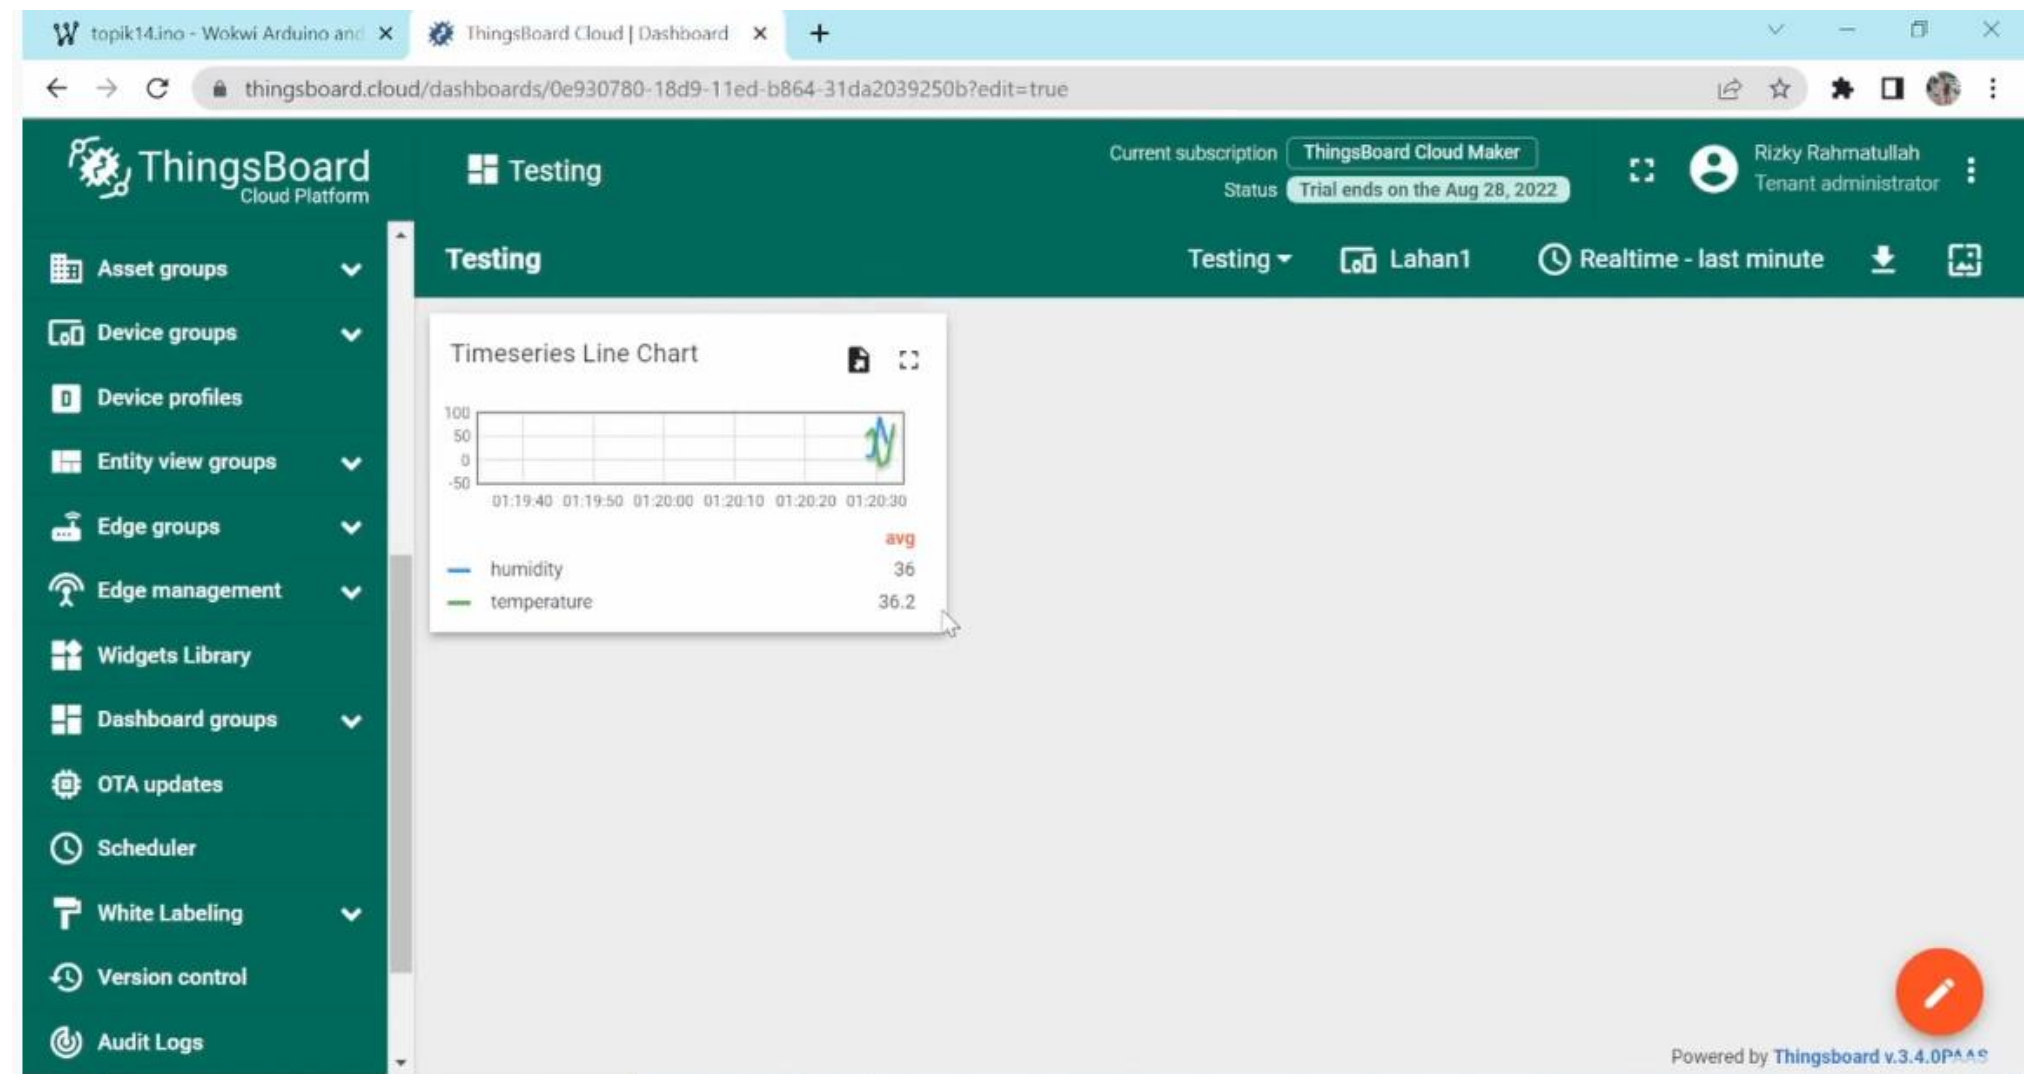 topik14.ino - Wokwi Arduino and
ThingsBoard Cloud | Dashboard
thingsboard.cloud/dashboards/0e930780-18d9-11ed-b864-31da2039250b?edit=true
ThingsBoard
Cloud Platform
Testing
Current subscription ThingsBoard Cloud Maker
Status Trial ends on the Aug 28, 2022
Rizky Rahmatullah
Tenant administrator
Asset groups
Device groups
Device profiles
Entity view groups
Edge groups
Edge management
Widgets Library
Dashboard groups
OTA updates
Scheduler
White Labeling
Version control
Audit Logs
Testing
Testing
Lahan1
Realtime - last minute
Timeseries Line Chart
100
50
0
-50
01:19:40 01:19:50 01:20:00 01:20:10 01:20:20 01:20:30
avg
humidity 36
temperature 36.2
Powered by Thingsboard v.3.4.0PAAS